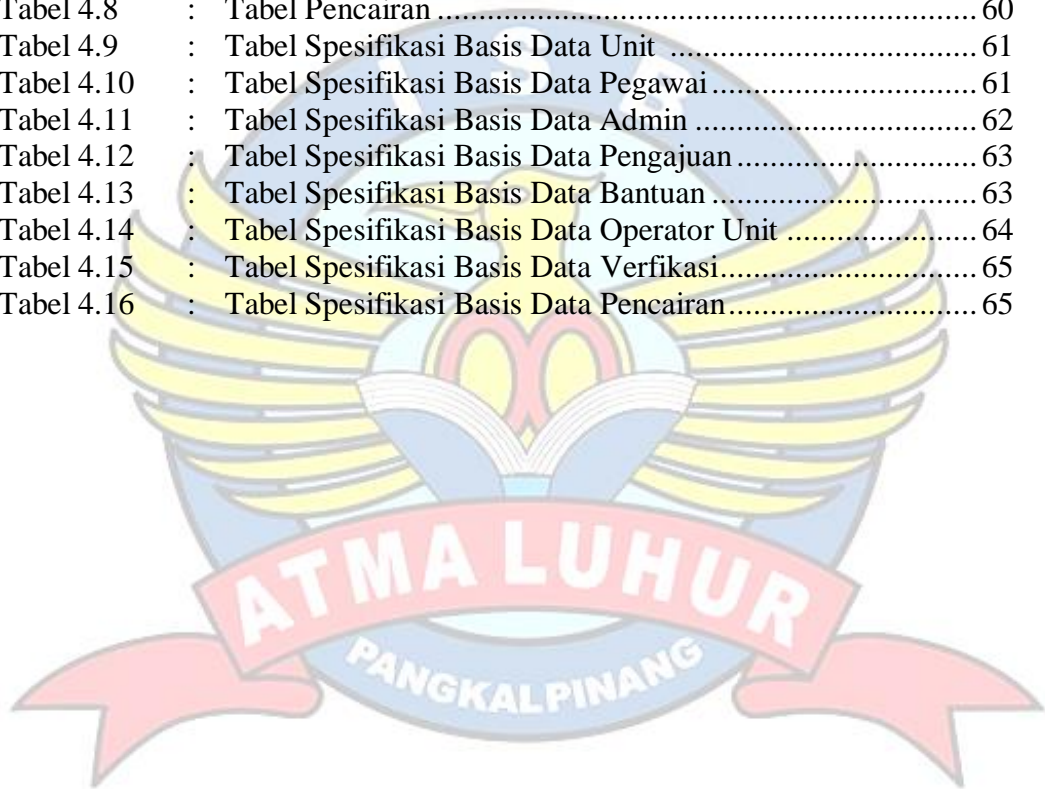 Tabel 4.8 : Tabel Pencairan ................................................................. 60
Tabel 4.9 : Tabel Spesifikasi Basis Data Unit ..................................... 61
Tabel 4.10 : Tabel Spesifikasi Basis Data Pegawai ................................ 61
Tabel 4.11 : Tabel Spesifikasi Basis Data Admin .................................. 62
Tabel 4.12 : Tabel Spesifikasi Basis Data Pengajuan ............................. 63
Tabel 4.13 : Tabel Spesifikasi Basis Data Bantuan ................................ 63
Tabel 4.14 : Tabel Spesifikasi Basis Data Operator Unit ....................... 64
Tabel 4.15 : Tabel Spesifikasi Basis Data Verfikasi ............................... 65
Tabel 4.16 : Tabel Spesifikasi Basis Data Pencairan .............................. 65
I S B
ATMA LUHUR
PANGKALPINANG